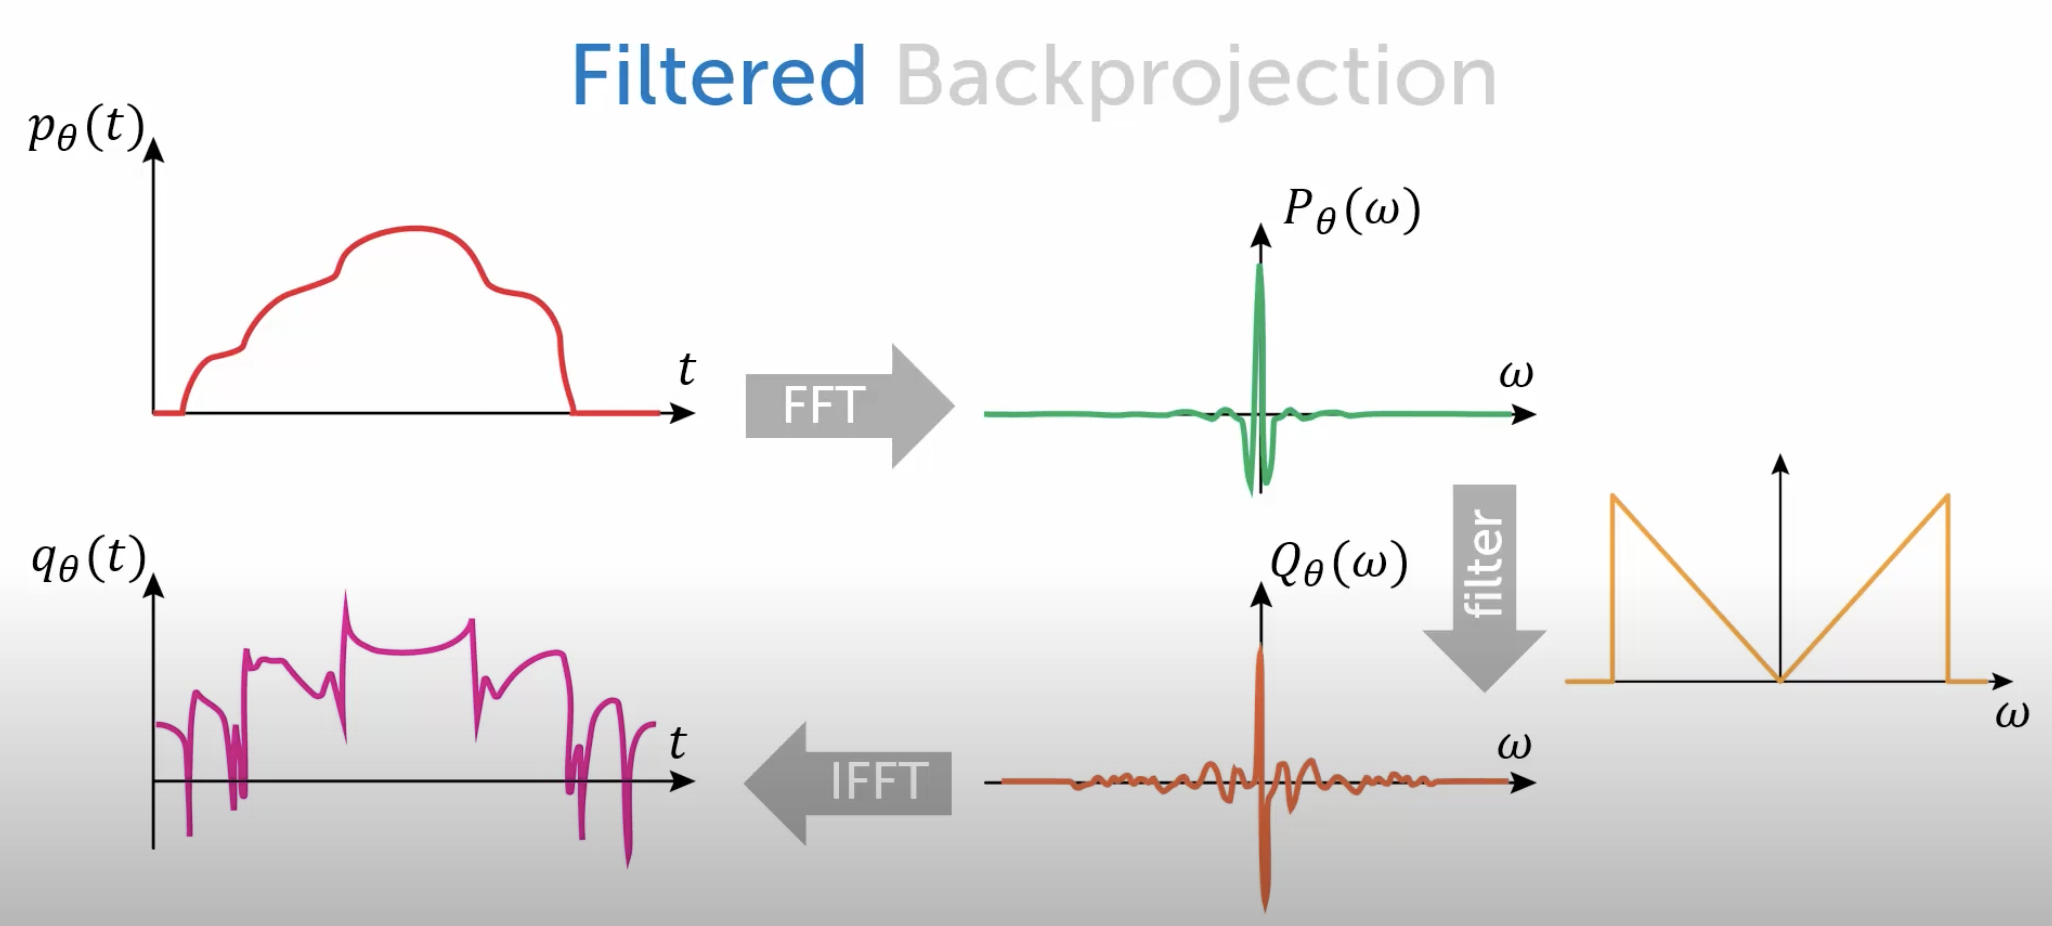 Filtered Backprojection
pθ(t)
t
FFT
Pθ(ω)
ω
filter
ω
Qθ(ω)
ω
IFFT
qθ(t)
t